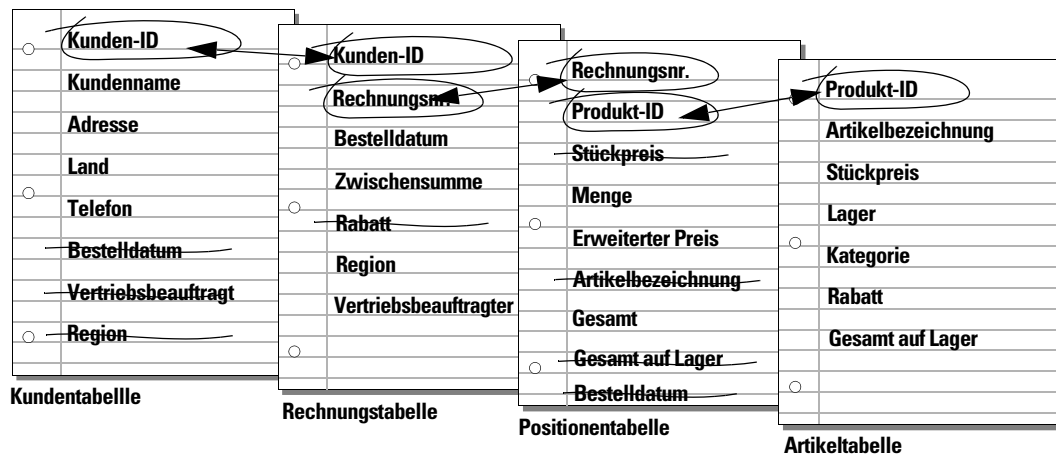 Kunden-ID
Kundenname
Adresse
Land
Telefon
Bestelldatum
Vertriebsbeauftragt
Region
Kundentabellle
Kunden-ID
Rechnungsnr.
Bestelldatum
Zwischensumme
Rabatt
Region
Vertriebsbeauftragter
Rechnungstabelle
Rechnungsnr.
Produkt-ID
Stückpreis
Menge
Erweiterter Preis
Artikelbezeichnung
Gesamt
Gesamt auf Lager
Bestelldatum
Positionentabelle
Produkt-ID
Artikelbezeichnung
Stückpreis
Lager
Kategorie
Rabatt
Gesamt auf Lager
Artikeltabelle